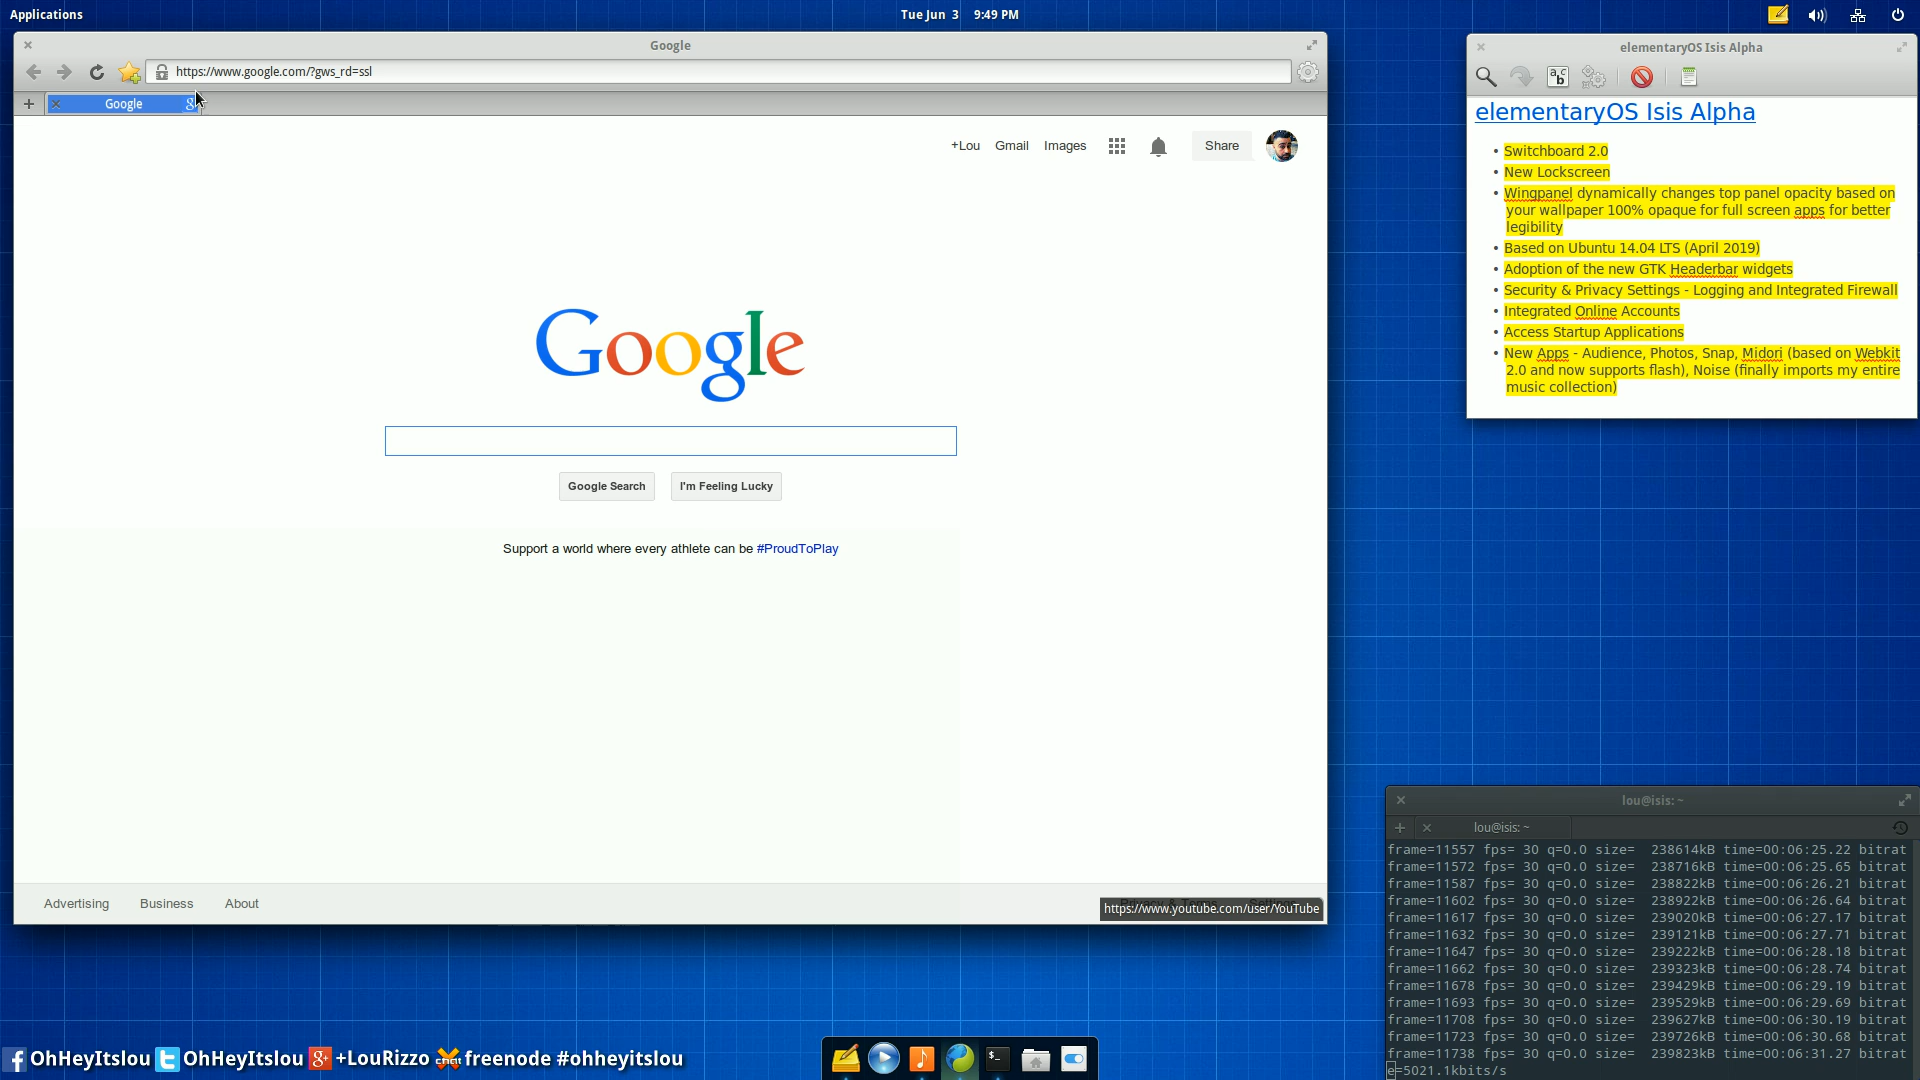 Applications
Tue Jun 3 9:49 PM
Google
https://www.google.com/?gws_rd=ssl
Google
+Lou Gmail Images Share
Google
Google Search I'm Feeling Lucky
Support a world where every athlete can be #ProudToPlay
Advertising Business About
https://www.youtube.com/user/YouTube
elementaryOS Isis Alpha
elementaryOS Isis Alpha
• Switchboard 2.0
• New Lockscreen
• Wingpanel dynamically changes top panel opacity based on
your wallpaper 100% opaque for full screen apps for better
legibility
• Based on Ubuntu 14.04 LTS (April 2019)
• Adoption of the new GTK Headerbar widgets
• Security & Privacy Settings - Logging and Integrated Firewall
• Integrated Online Accounts
• Access Startup Applications
• New Apps - Audience, Photos, Snap, Midori (based on Webkit
2.0 and now supports flash), Noise (finally imports my entire
music collection)
lou@isis: ~
lou@isis: ~
frame=11557 fps= 30 q=0.0 size= 238614kB time=00:06:25.22 bitrat
frame=11572 fps= 30 q=0.0 size= 238716kB time=00:06:25.65 bitrat
frame=11587 fps= 30 q=0.0 size= 238822kB time=00:06:26.21 bitrat
frame=11602 fps= 30 q=0.0 size= 238922kB time=00:06:26.64 bitrat
frame=11617 fps= 30 q=0.0 size= 239020kB time=00:06:27.17 bitrat
frame=11632 fps= 30 q=0.0 size= 239121kB time=00:06:27.71 bitrat
frame=11647 fps= 30 q=0.0 size= 239222kB time=00:06:28.18 bitrat
frame=11662 fps= 30 q=0.0 size= 239323kB time=00:06:28.74 bitrat
frame=11678 fps= 30 q=0.0 size= 239429kB time=00:06:29.19 bitrat
frame=11693 fps= 30 q=0.0 size= 239529kB time=00:06:29.69 bitrat
frame=11708 fps= 30 q=0.0 size= 239627kB time=00:06:30.19 bitrat
frame=11723 fps= 30 q=0.0 size= 239726kB time=00:06:30.68 bitrat
frame=11738 fps= 30 q=0.0 size= 239823kB time=00:06:31.27 bitrat
e=5021.1kbits/s
OhHeyItslou OhHeyItslou +LouRizzo chat freenode #ohheyitslou